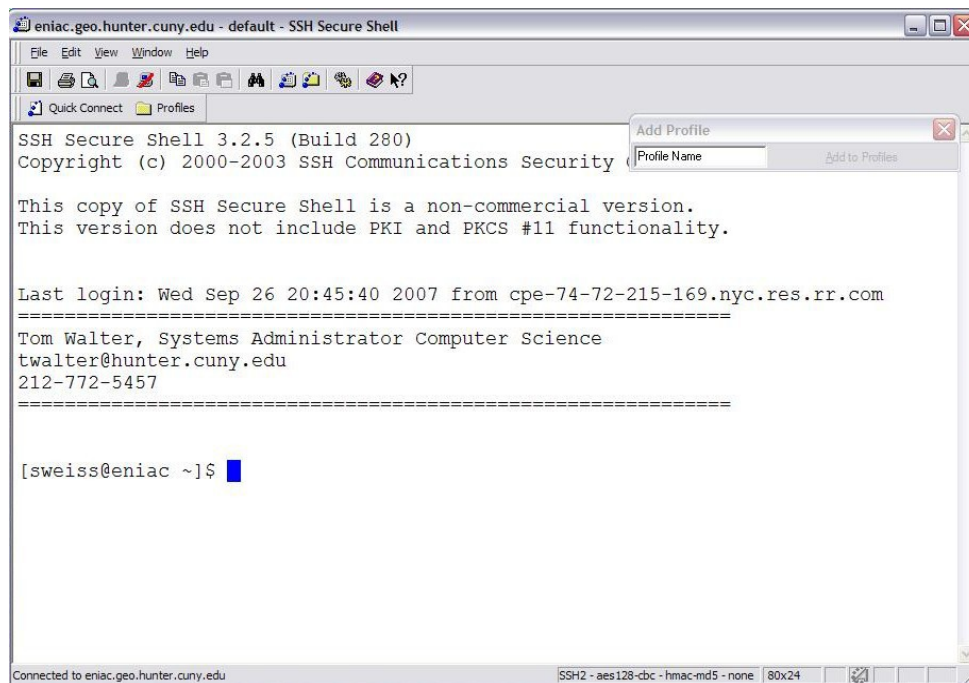 eniac.geo.hunter.cuny.edu - default - SSH Secure Shell
File Edit View Window Help
Quick Connect Profiles
Add Profile
Profile Name Add to Profiles
SSH Secure Shell 3.2.5 (Build 280)
Copyright (c) 2000-2003 SSH Communications Security
This copy of SSH Secure Shell is a non-commercial version.
This version does not include PKI and PKCS #11 functionality.
Last login: Wed Sep 26 20:45:40 2007 from cpe-74-72-215-169.nyc.res.rr.com
=============================================================
Tom Walter, Systems Administrator Computer Science
twalter@hunter.cuny.edu
212-772-5457
=============================================================
[sweiss@eniac ~]$
Connected to eniac.geo.hunter.cuny.edu SSH2 - aes128-cbc - hmac-md5 - none 80x24